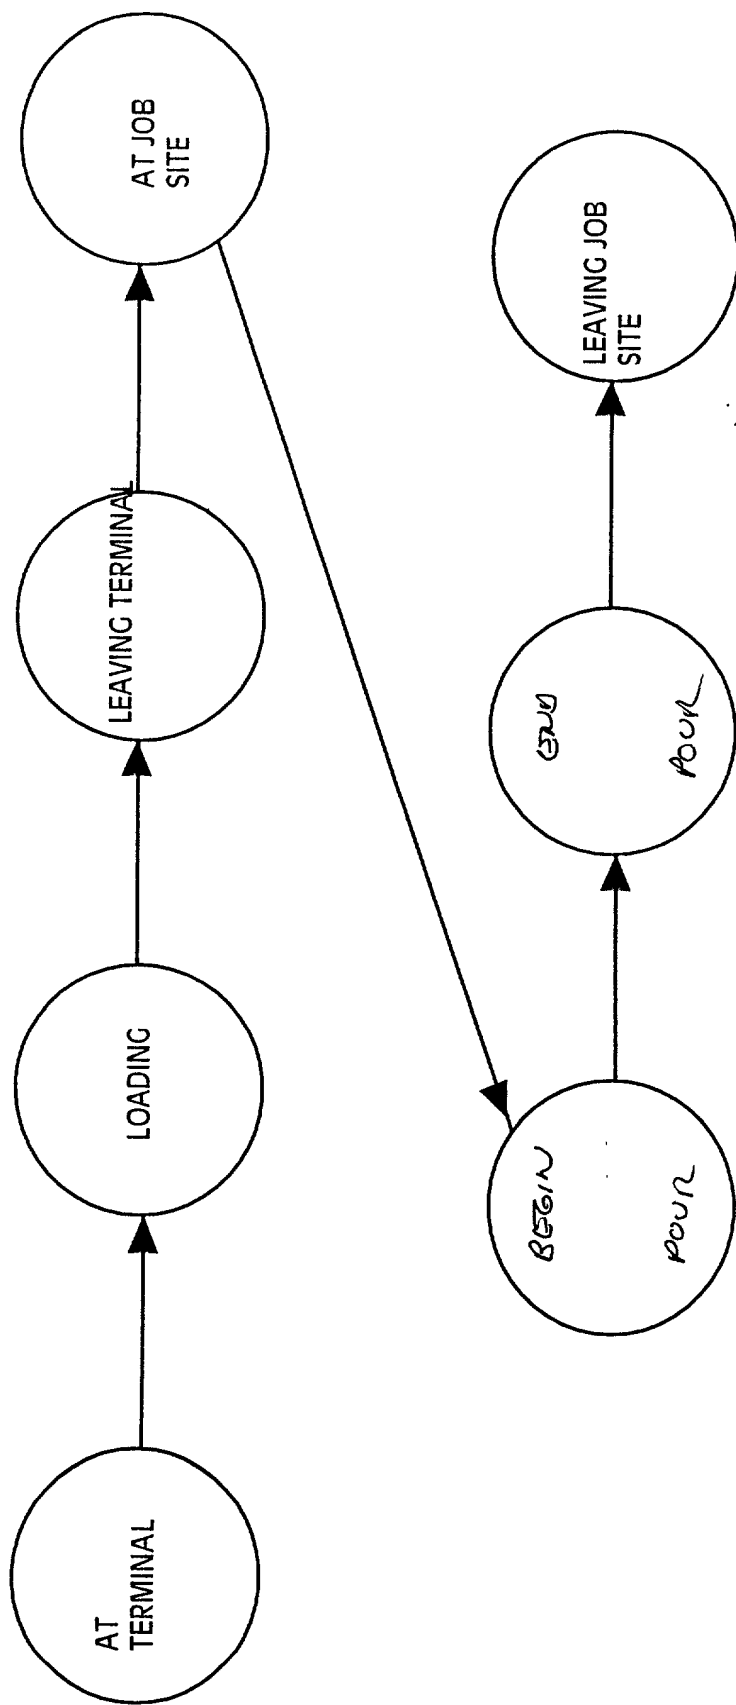 AT
TERMINAL
LOADING
LEAVING TERMINAL
AT JOB
SITE
BEGIN
POUR
END
POUR
LEAVING JOB
SITE